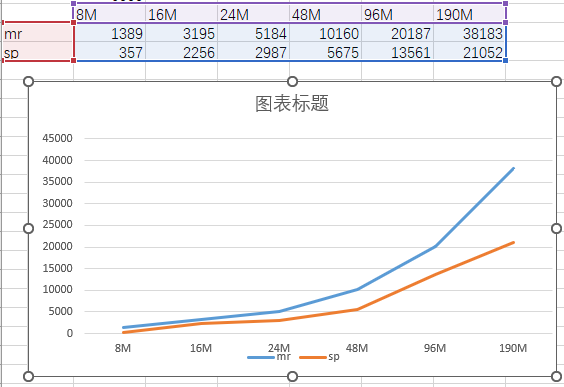 8M 16M 24M 48M 96M 190M
mr 1389 3195 5184 10160 20187 38183
sp 357 2256 2987 5675 13561 21052
图表标题
45000
40000
35000
30000
25000
20000
15000
10000
5000
0
8M 16M 24M 48M 96M 190M
mr sp